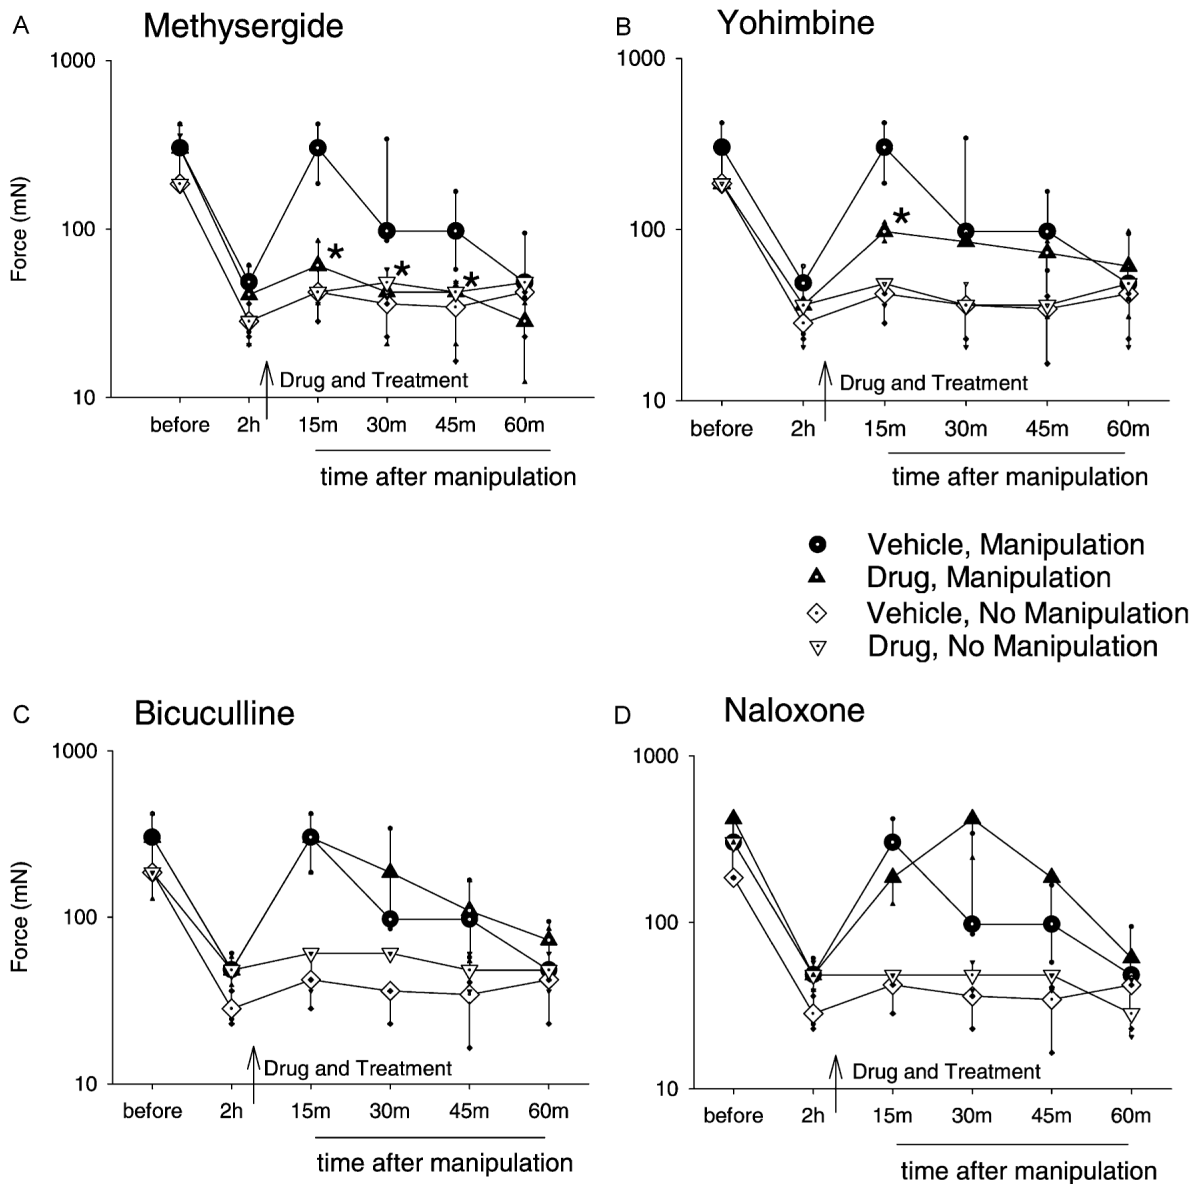 A Methysergide
1000
100
10
Force (mN)
*
*
*
Drug and Treatment
before 2h 15m 30m 45m 60m
time after manipulation
B Yohimbine
1000
100
10
*
Drug and Treatment
before 2h 15m 30m 45m 60m
time after manipulation
Vehicle, Manipulation
Drug, Manipulation
Vehicle, No Manipulation
Drug, No Manipulation
C Bicuculline
1000
100
10
Force (mN)
Drug and Treatment
before 2h 15m 30m 45m 60m
time after manipulation
D Naloxone
1000
100
10
Drug and Treatment
before 2h 15m 30m 45m 60m
time after manipulation